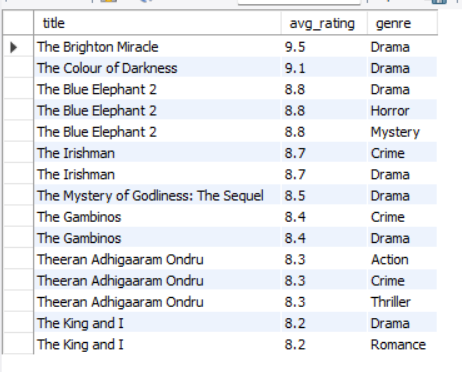 title avg_rating genre
The Brighton Miracle 9.5 Drama
The Colour of Darkness 9.1 Drama
The Blue Elephant 2 8.8 Drama
The Blue Elephant 2 8.8 Horror
The Blue Elephant 2 8.8 Mystery
The Irishman 8.7 Crime
The Irishman 8.7 Drama
The Mystery of Godliness: The Sequel 8.5 Drama
The Gambinos 8.4 Crime
The Gambinos 8.4 Drama
Theeran Adhigaaram Ondru 8.3 Action
Theeran Adhigaaram Ondru 8.3 Crime
Theeran Adhigaaram Ondru 8.3 Thriller
The King and I 8.2 Drama
The King and I 8.2 Romance